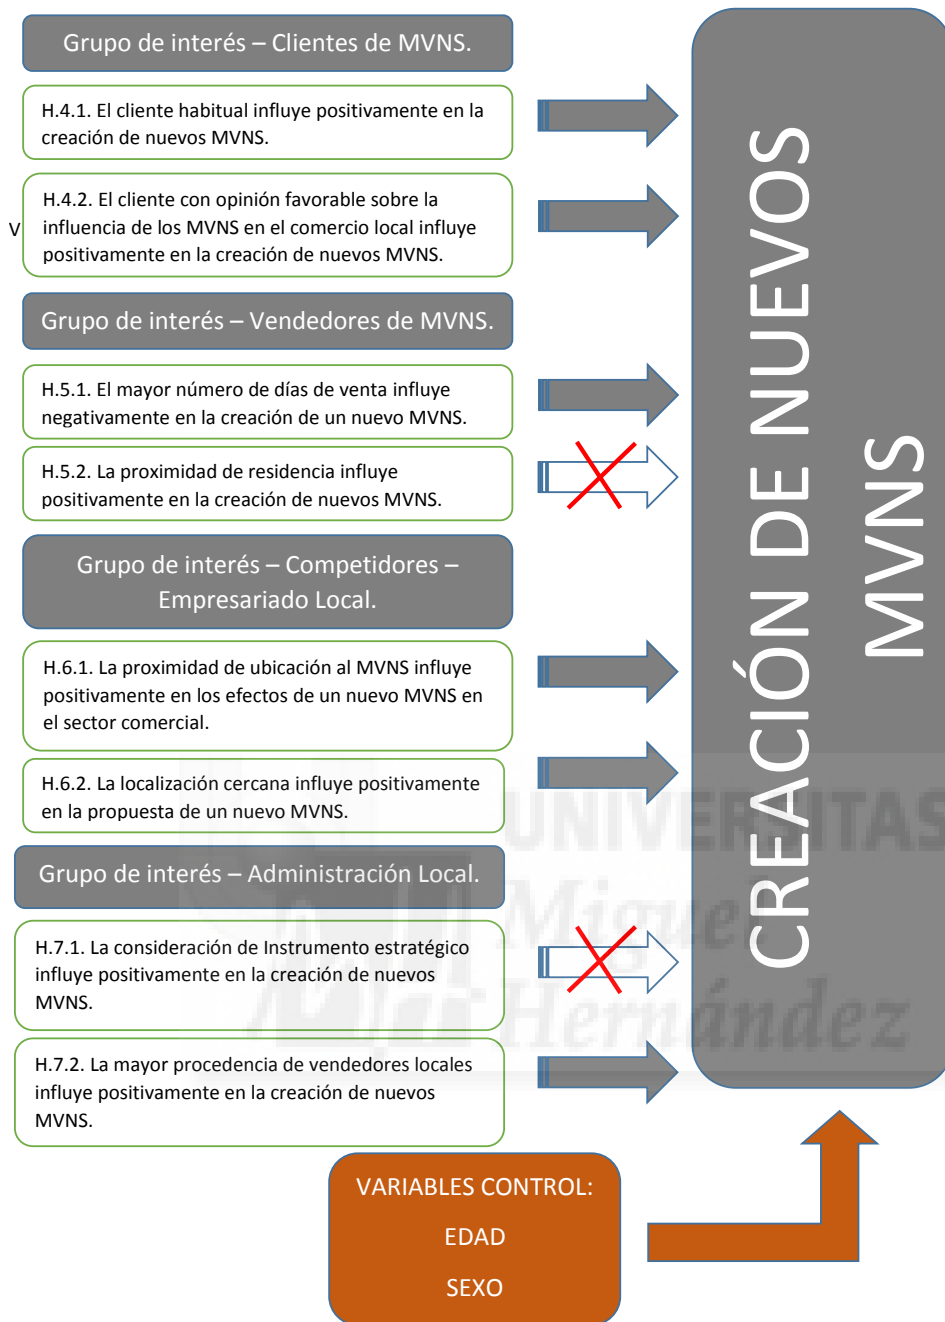 Grupo de interés – Clientes de MVNS.
H.4.1. El cliente habitual influye positivamente en la
creación de nuevos MVNS.
H.4.2. El cliente con opinión favorable sobre la
influencia de los MVNS en el comercio local influye
positivamente en la creación de nuevos MVNS.
V
Grupo de interés – Vendedores de MVNS.
H.5.1. El mayor número de días de venta influye
negativamente en la creación de un nuevo MVNS.
H.5.2. La proximidad de residencia influye
positivamente en la creación de nuevos MVNS.
Grupo de interés – Competidores –
Empresariado Local.
H.6.1. La proximidad de ubicación al MVNS influye
positivamente en los efectos de un nuevo MVNS en
el sector comercial.
H.6.2. La localización cercana influye positivamente
en la propuesta de un nuevo MVNS.
Grupo de interés – Administración Local.
H.7.1. La consideración de Instrumento estratégico
influye positivamente en la creación de nuevos
MVNS.
H.7.2. La mayor procedencia de vendedores locales
influye positivamente en la creación de nuevos
MVNS.
CREACIÓN DE NUEVOS
MVNS
VARIABLES CONTROL:
EDAD
SEXO
UNIVERSITAS
Miguel
Hernández